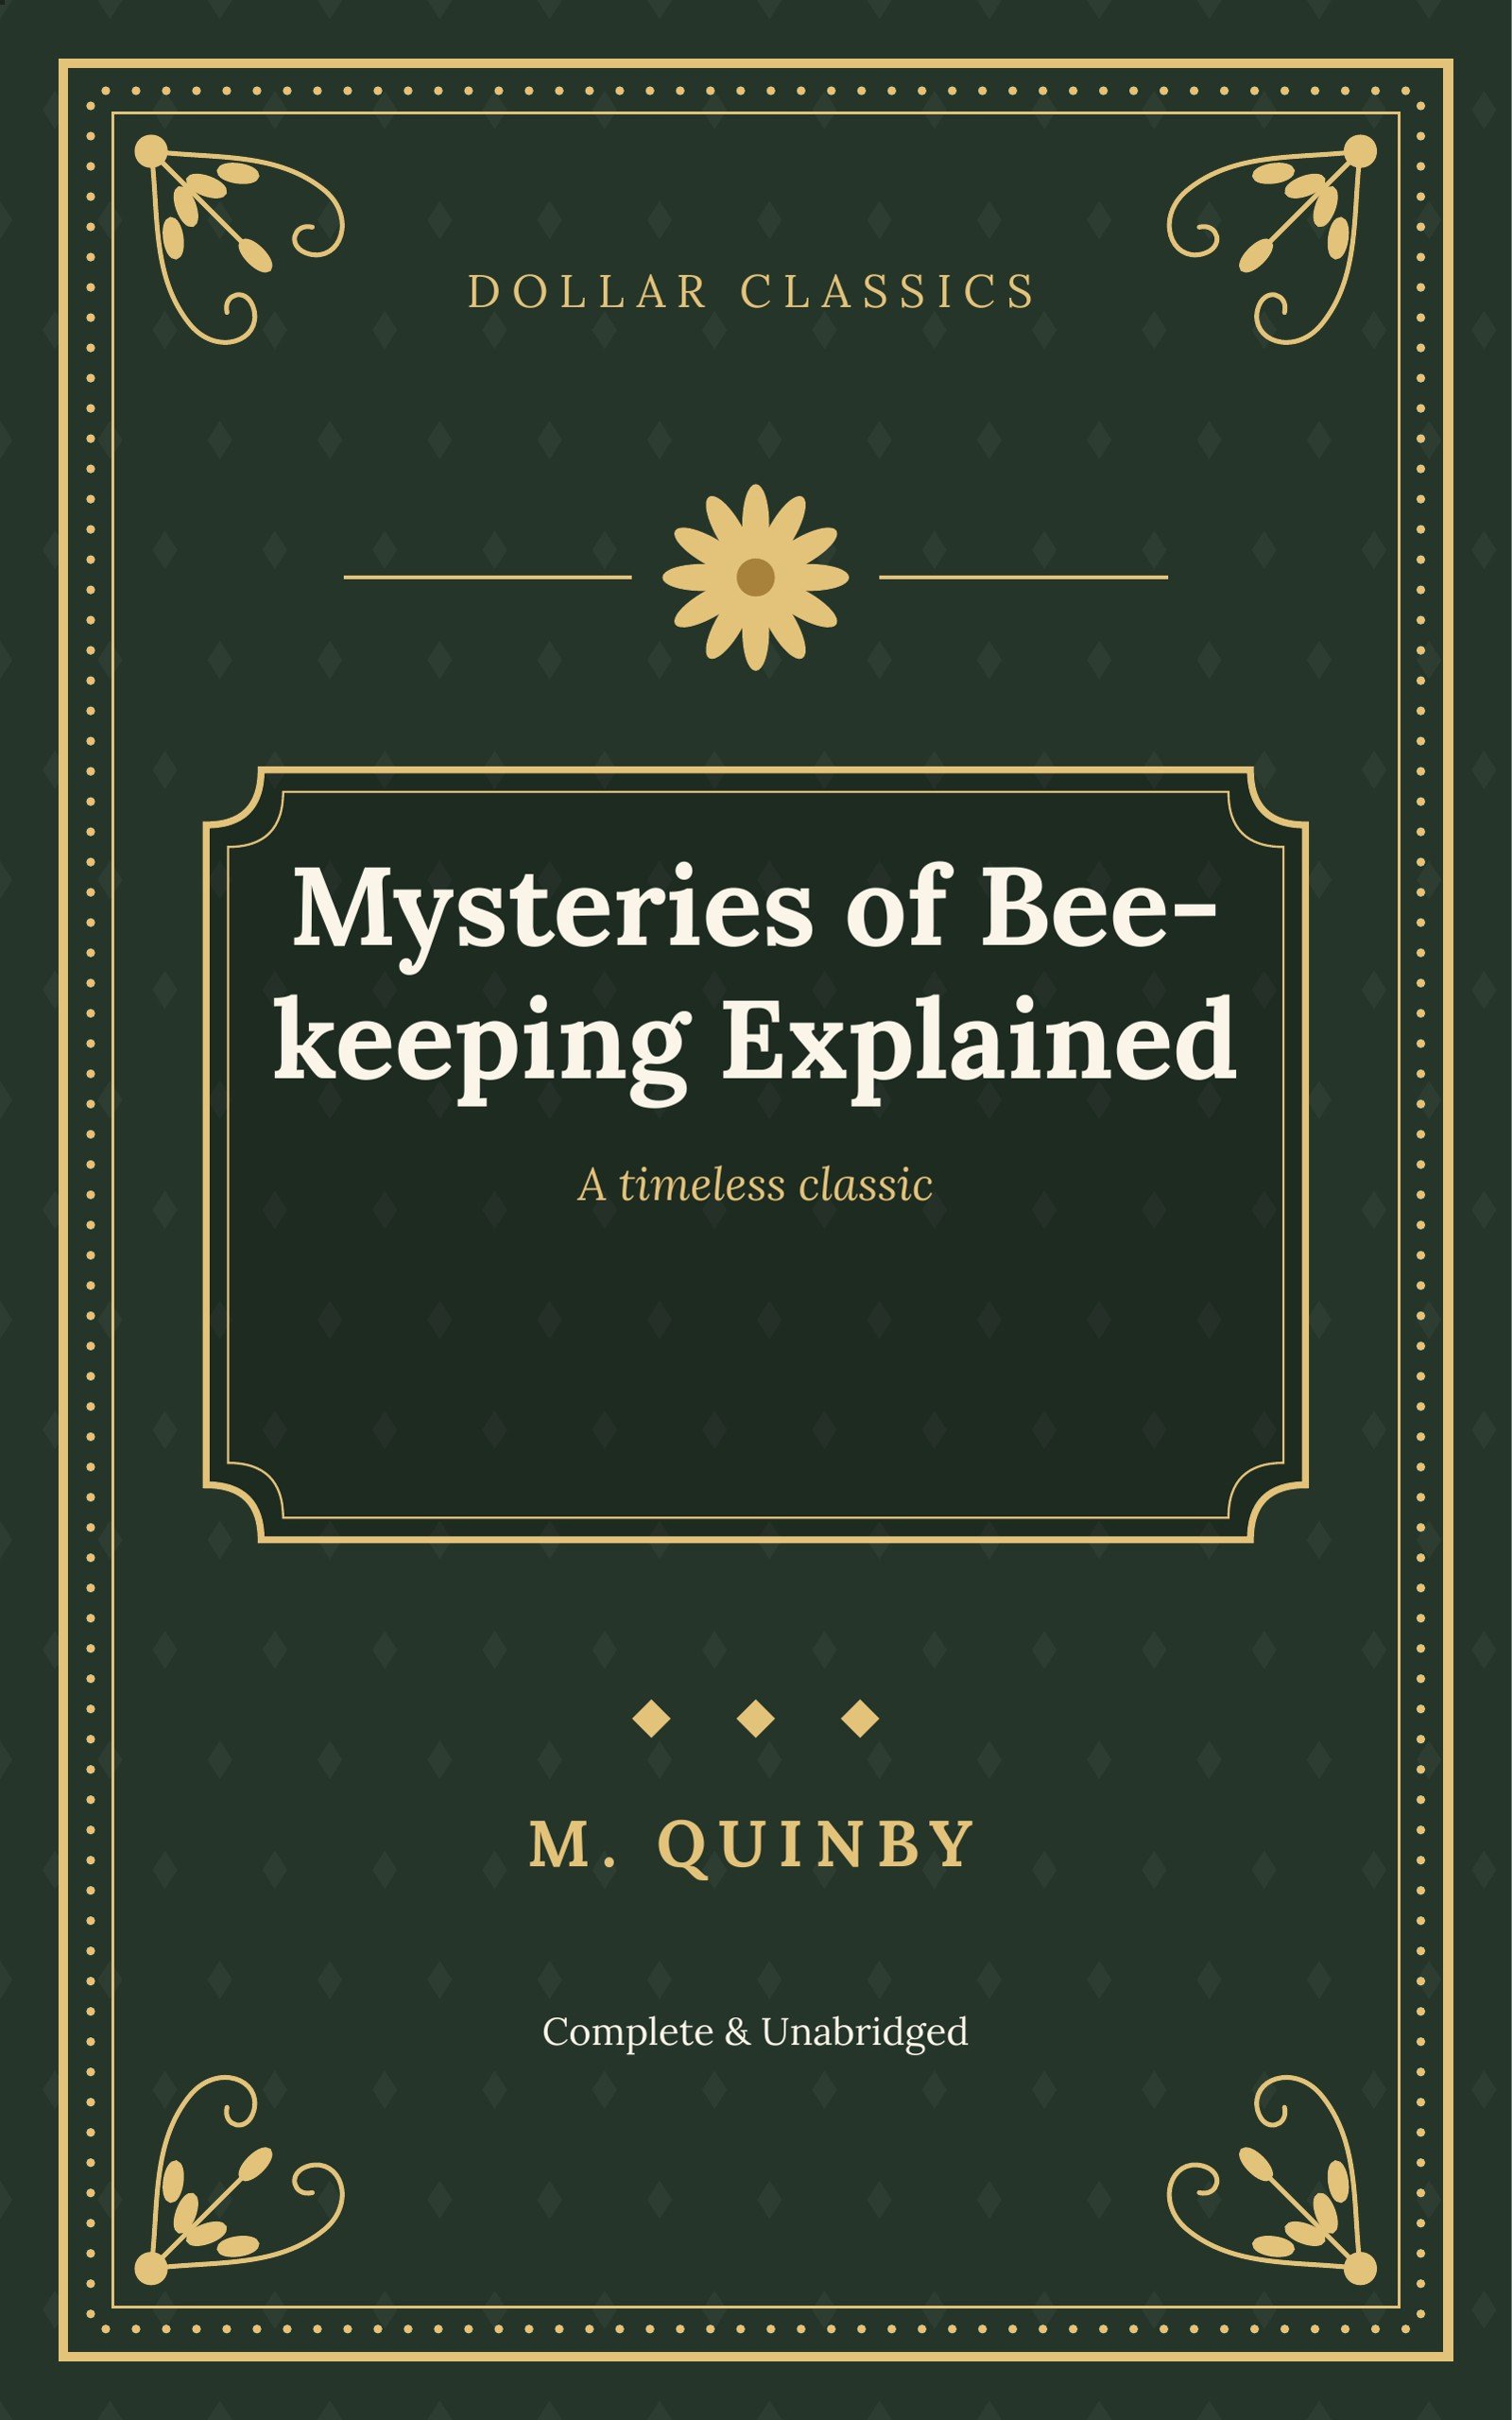 DOLLAR CLASSICS
Mysteries of Bee-
keeping Explained
A timeless classic
M. QUINBY
Complete & Unabridged